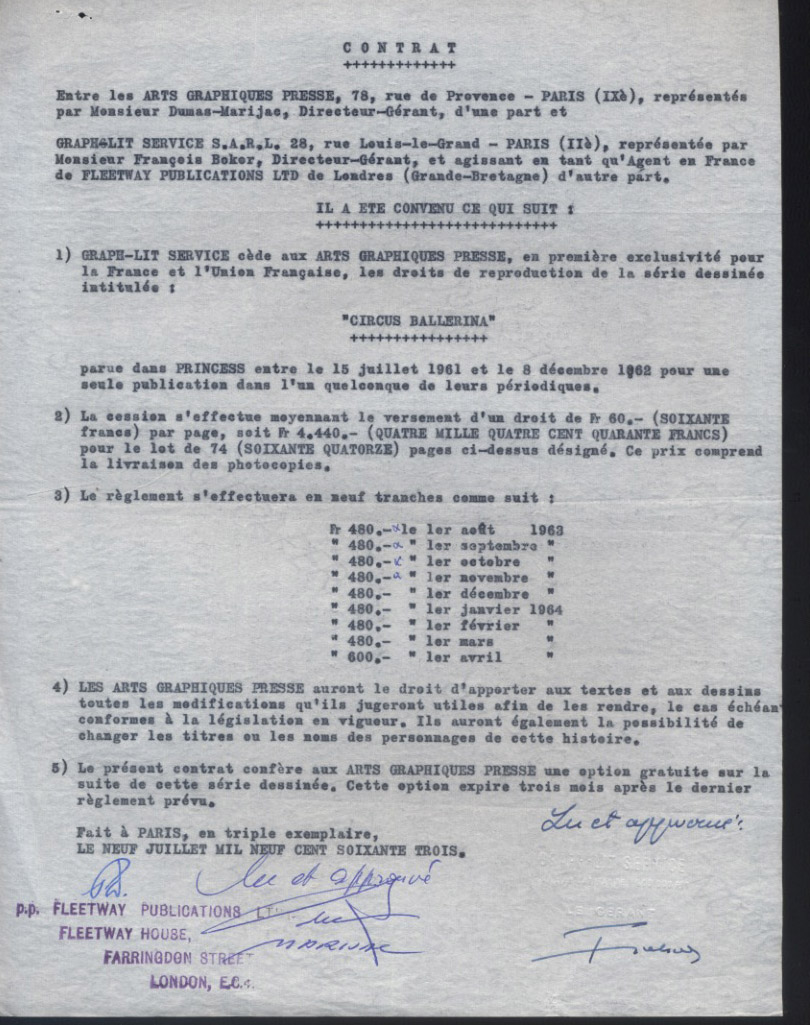 CONTRAT
+++++++++++++
Entre les ARTS GRAPHIQUES PRESSE, 78, rue de Provence - PARIS (IXè), représentés
par Monsieur Dumas-Marijac, Directeur-Gérant, d'une part et
GRAPH-LIT SERVICE S.A.R.L. 28, rue Louis-le-Grand - PARIS (IIè), représentée par
Monsieur François Boker, Directeur-Gérant, et agissant en tant qu'Agent en France
de FLEETWAY PUBLICATIONS LTD de Londres (Grande-Bretagne) d'autre part.
IL A ETE CONVENU CE QUI SUIT :
++++++++++++++++++++++++++++
1) GRAPH-LIT SERVICE cède aux ARTS GRAPHIQUES PRESSE, en première exclusivité pour
la France et l'Union Française, les droits de reproduction de la série dessinée
intitulée :
"CIRCUS BALLERINA"
++++++++++++++++
parue dans PRINCESS entre le 15 juillet 1961 et le 8 décembre 1962 pour une
seule publication dans l'un quelconque de leurs périodiques.
2) La cession s'effectue moyennant le versement d'un droit de Fr 60.- (SOIXANTE
francs) par page, soit Fr 4.440.- (QUATRE MILLE QUATRE CENT QUARANTE FRANCS)
pour le lot de 74 (SOIXANTE QUATORZE) pages ci-dessus désigné. Ce prix comprend
la livraison des photocopies.
3) Le règlement s'effectuera en neuf tranches comme suit :
Fr 480.- le 1er août 1963
" 480.- " 1er septembre "
" 480.- " 1er octobre "
" 480.- " 1er novembre "
" 480.- " 1er décembre "
" 480.- " 1er janvier 1964
" 480.- " 1er février "
" 480.- " 1er mars "
" 600.- " 1er avril "
4) LES ARTS GRAPHIQUES PRESSE auront le droit d'apporter aux textes et aux dessins
toutes les modifications qu'ils jugeront utiles afin de les rendre, le cas échéant
conformes à la législation en vigueur. Ils auront également la possibilité de
changer les titres ou les noms des personnages de cette histoire.
5) Le présent contrat confère aux ARTS GRAPHIQUES PRESSE une option gratuite sur la
suite de cette série dessinée. Cette option expire trois mois après le dernier
règlement prévu.
Lu et approuvé :
Fait à PARIS, en triple exemplaire,
LE NEUF JUILLET MIL NEUF CENT SOIXANTE TROIS.
lu et approuvé
p.p. FLEETWAY PUBLICATIONS LT
FLEETWAY HOUSE,
MARIJAC
FARRINGDON STREET
LONDON, E.C.4.